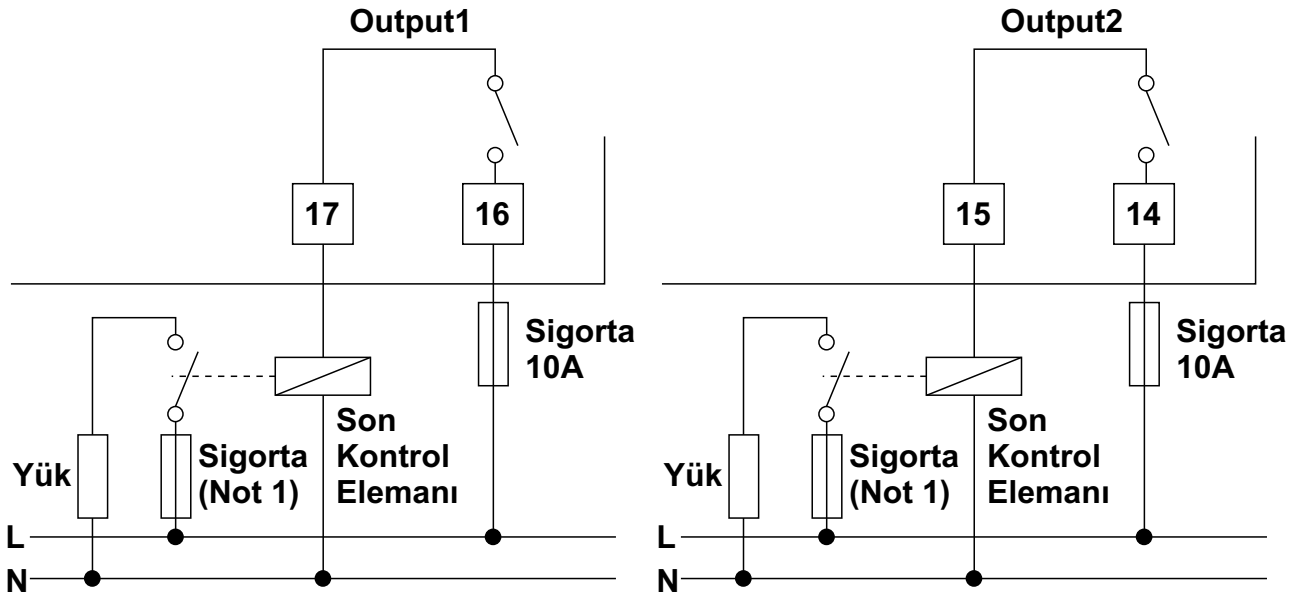 Output1
17
16
Sigorta
10A
Son
Kontrol
Elemanı
Sigorta
(Not 1)
Yük
L
N
Output2
15
14
Sigorta
10A
Son
Kontrol
Elemanı
Sigorta
(Not 1)
Yük
L
N